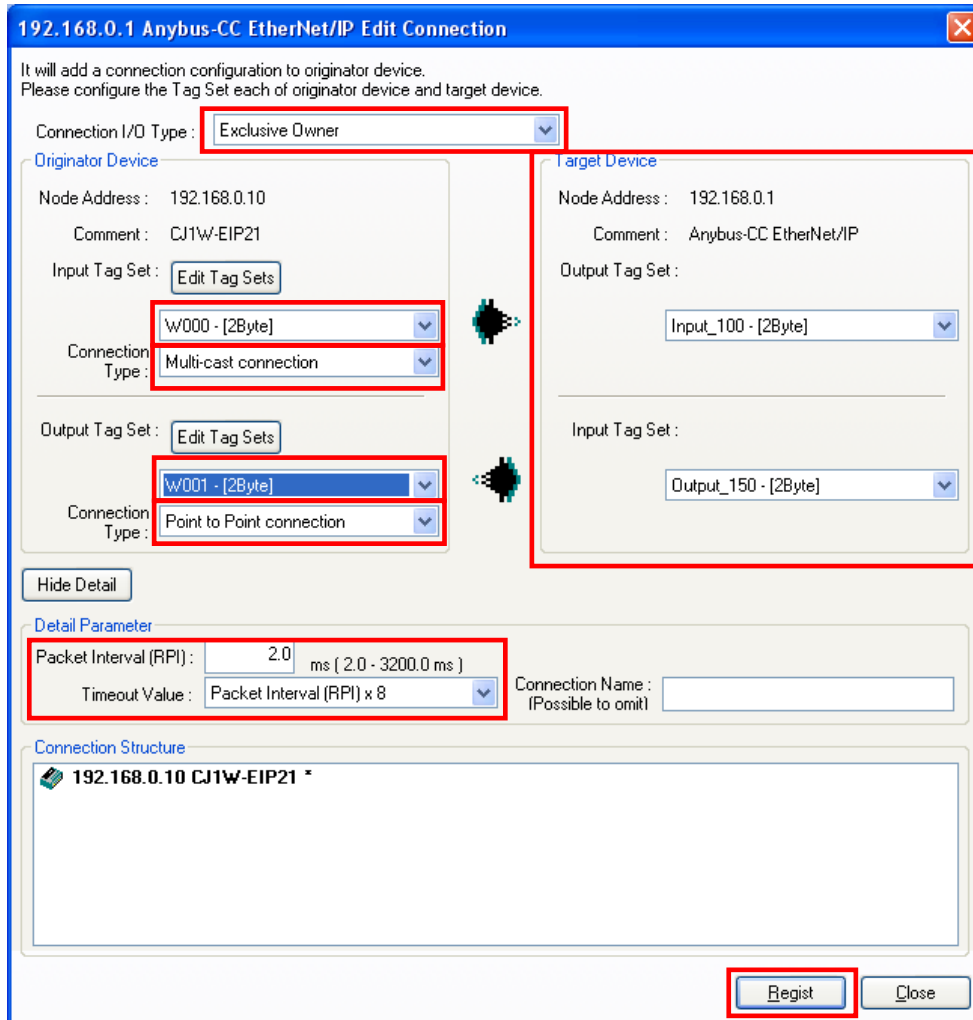 192.168.0.1 Anybus-CC EtherNet/IP Edit Connection
It will add a connection configuration to originator device.
Please configure the Tag Set each of originator device and target device.
Connection I/O Type : Exclusive Owner
Originator Device
Node Address : 192.168.0.10
Comment : CJ1W-EIP21
Input Tag Set : Edit Tag Sets
W000 - [2Byte]
Connection Type : Multi-cast connection
Output Tag Set : Edit Tag Sets
W001 - [2Byte]
Connection Type : Point to Point connection
Target Device
Node Address : 192.168.0.1
Comment : Anybus-CC EtherNet/IP
Output Tag Set :
Input_100 - [2Byte]
Input Tag Set :
Output_150 - [2Byte]
Hide Detail
Detail Parameter
Packet Interval (RPI) : 2.0 ms ( 2.0 - 3200.0 ms )
Timeout Value : Packet Interval (RPI) x 8
Connection Name :
(Possible to omit)
Connection Structure
192.168.0.10 CJ1W-EIP21 *
Regist
Close